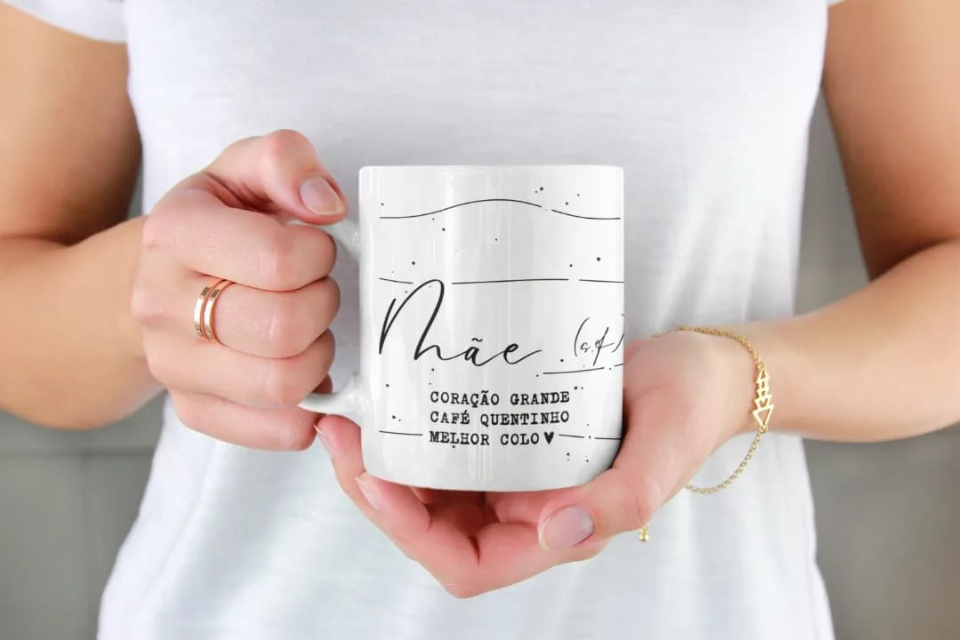 Mãe (s.f.)
CORAÇÃO GRANDE
CAFÉ QUENTINHO
MELHOR COLO♥